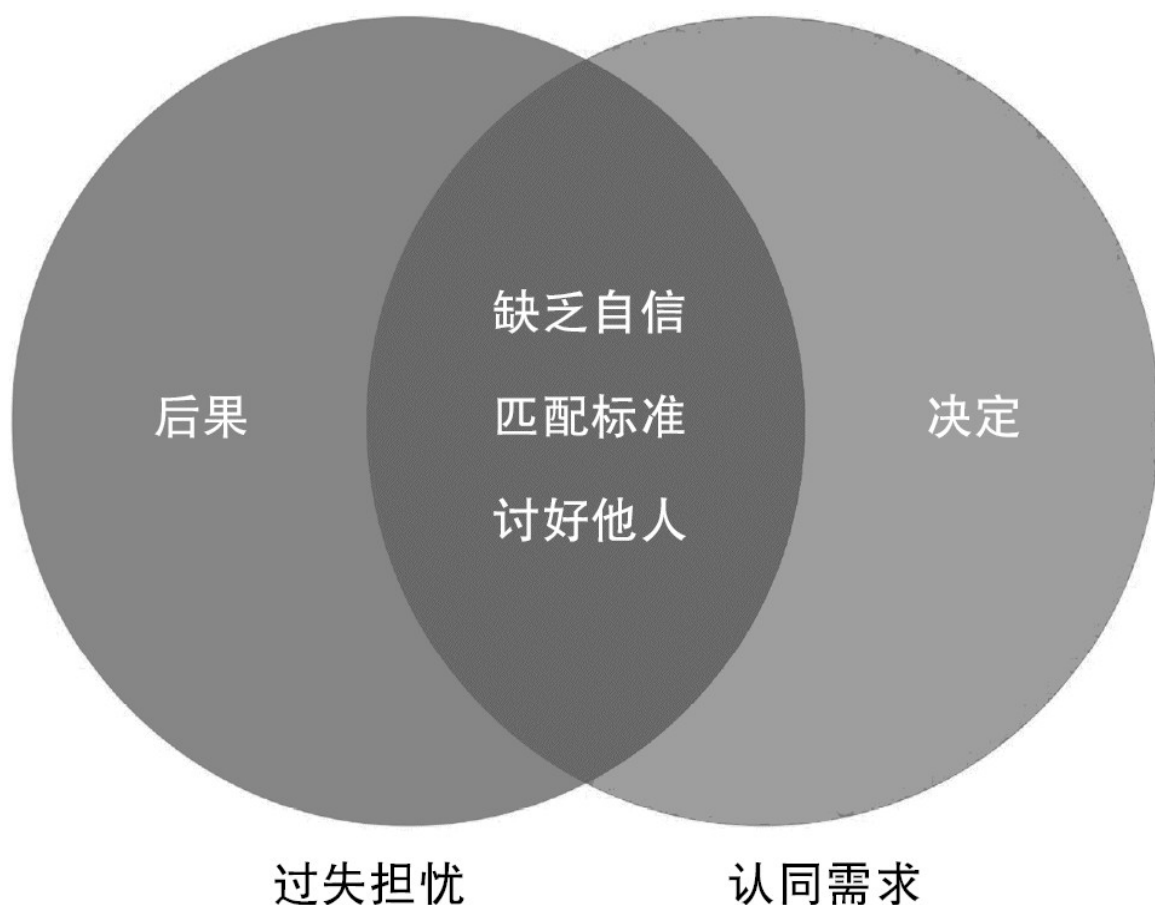 缺乏自信
后果
匹配标准
决定
讨好他人
过失担忧
认同需求